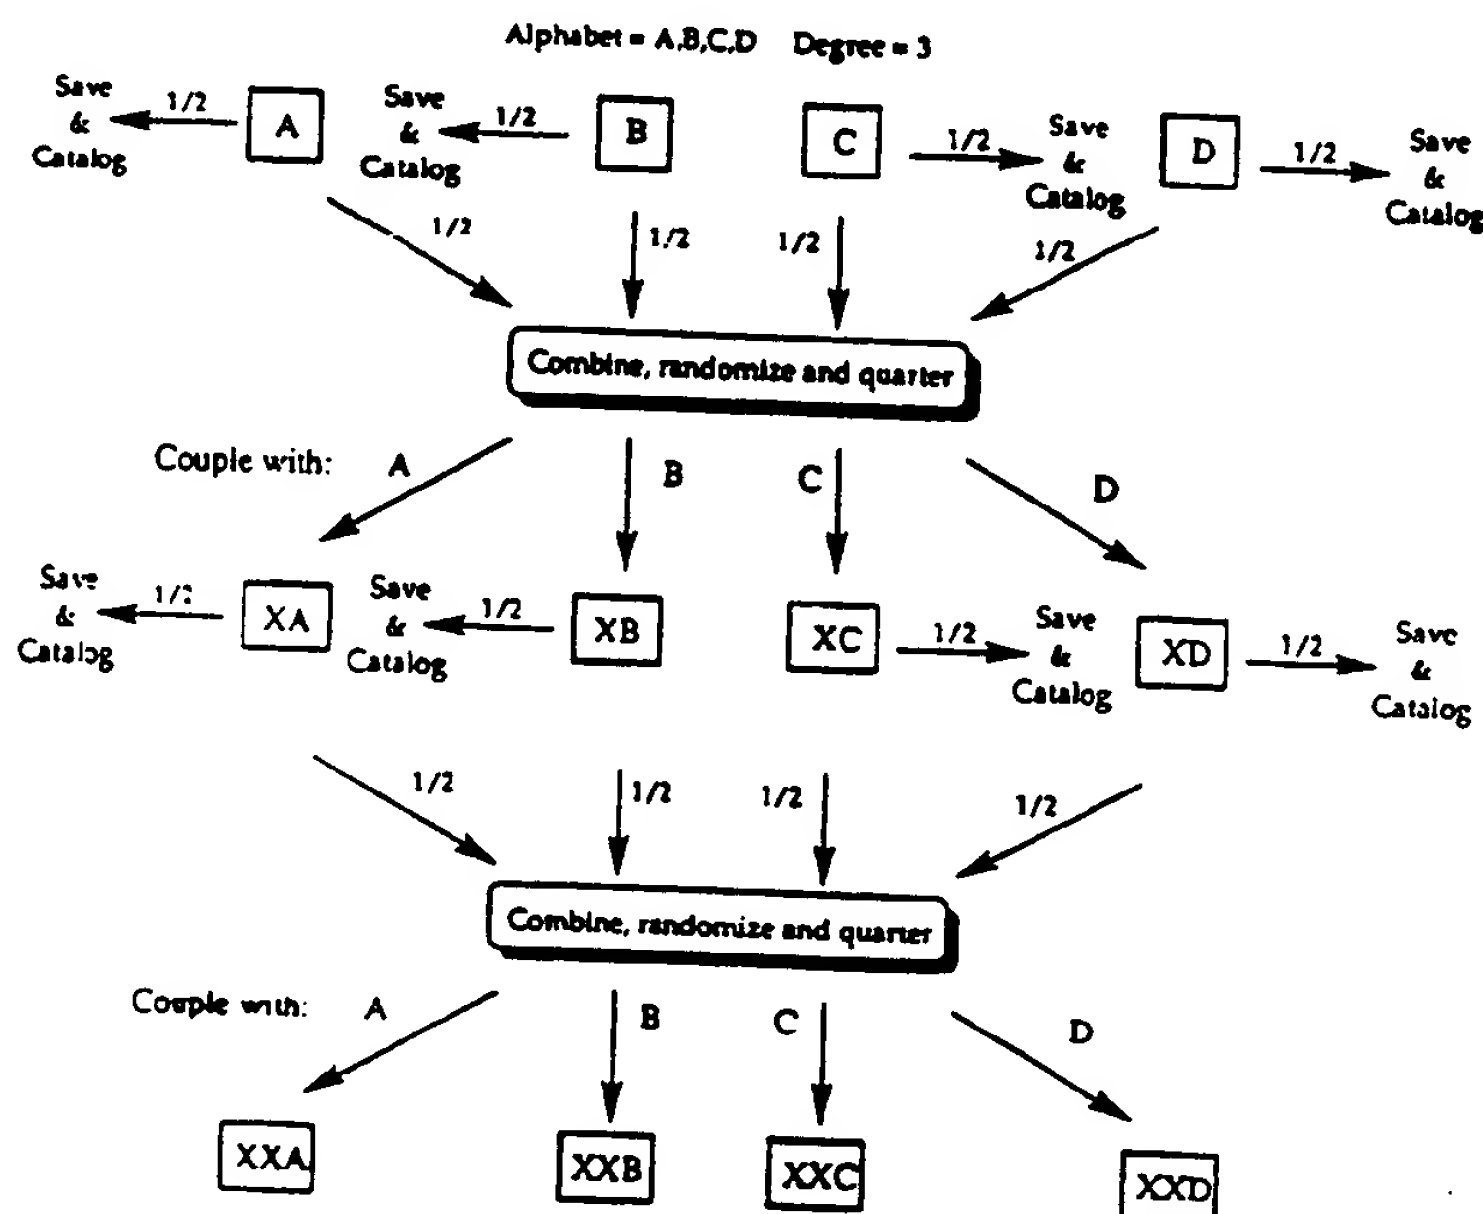 Alphabet = A,B,C,D Degree = 3
Save
&
Catalog
1/2
A
Save
&
Catalog
1/2
B
C
1/2
Save
&
Catalog
D
1/2
Save
&
Catalog
1/2
1/2
1/2
1/2
Combine, randomize and quarter
Couple with: A
B
C
D
Save
&
Catalog
1/2
XA
Save
&
Catalog
1/2
XB
XC
1/2
Save
&
Catalog
XD
1/2
Save
&
Catalog
1/2
1/2
1/2
1/2
Combine, randomize and quarter
Couple with: A
B
C
D
XXA
XXB
XXC
XXD